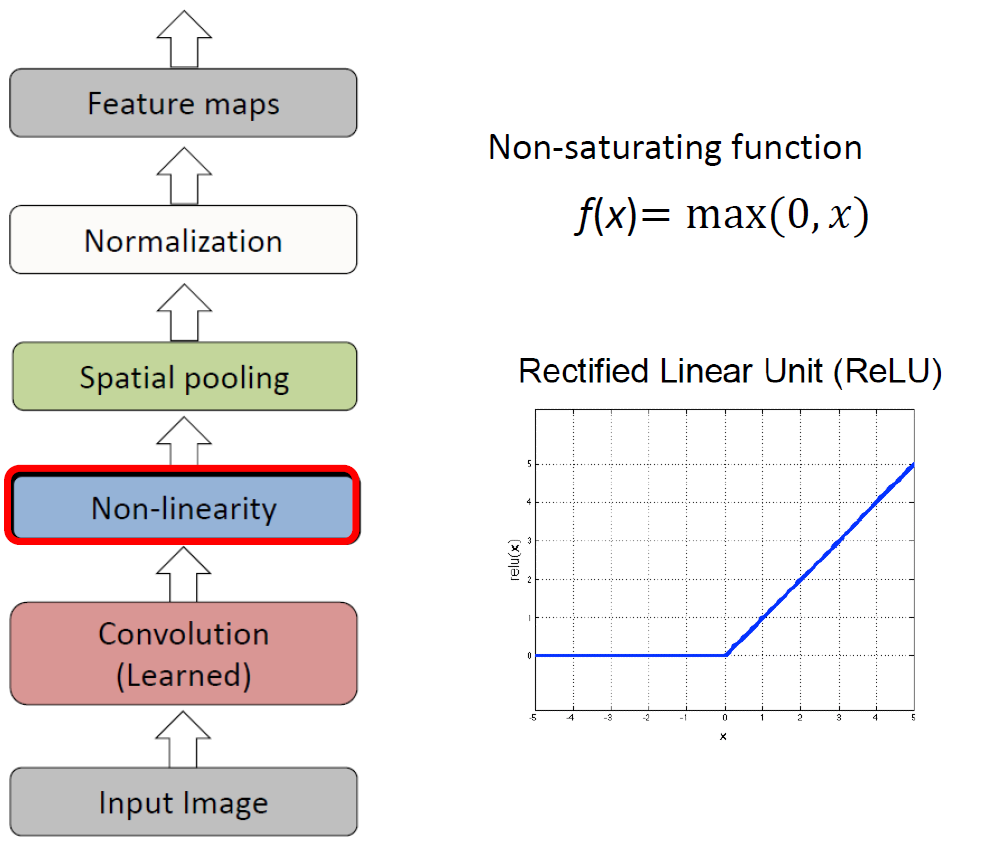 Feature maps
Normalization
Spatial pooling
Non-linearity
Convolution
(Learned)
Input Image
Non-saturating function
f(x)= max(0, x)
Rectified Linear Unit (ReLU)
relu(x)
5
4
3
2
1
0
-5 -4 -3 -2 -1 0 1 2 3 4 5
x